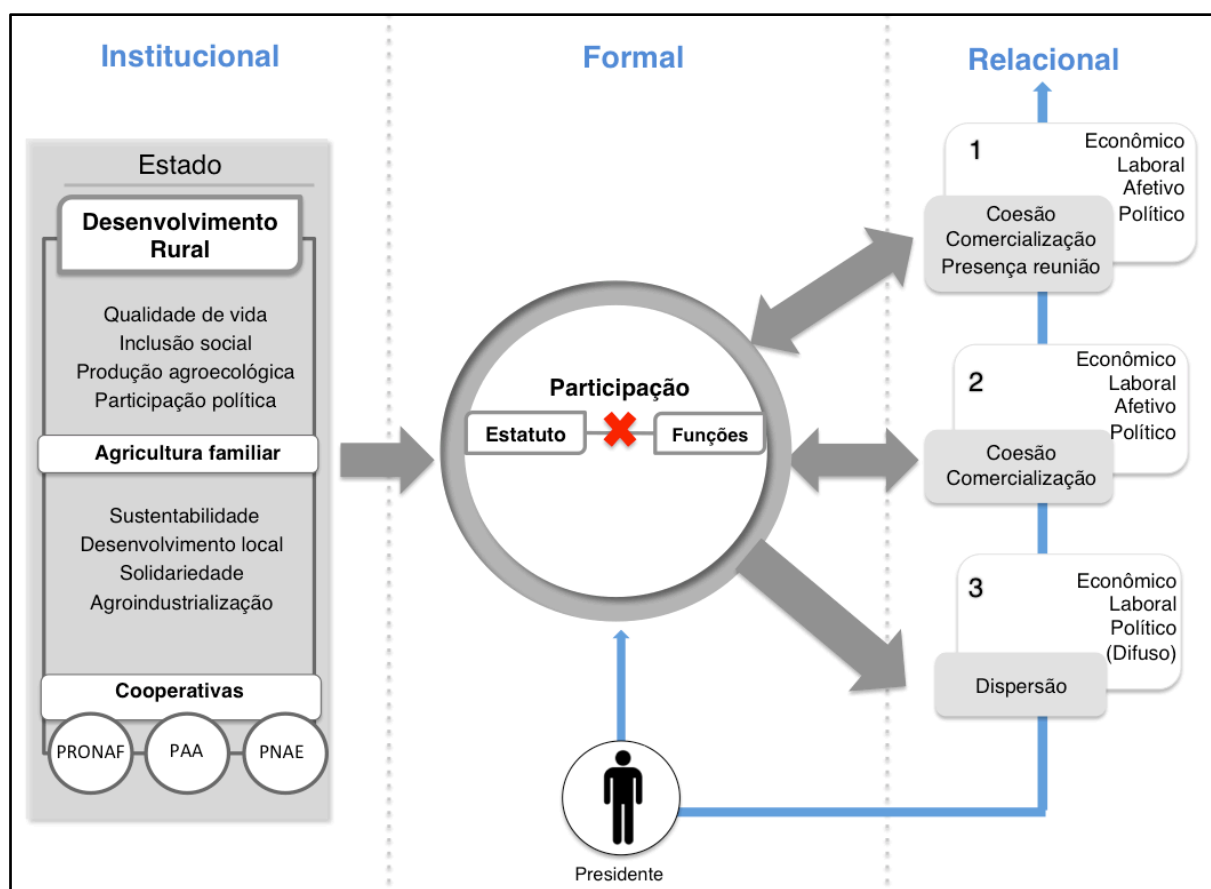 Institucional
Formal
Relacional
Estado
Desenvolvimento
Rural
Qualidade de vida
Inclusão social
Produção agroecológica
Participação política
Agricultura familiar
Sustentabilidade
Desenvolvimento local
Solidariedade
Agroindustrialização
Cooperativas
PRONAF
PAA
PNAE
Participação
Estatuto
Funções
Presidente
1
Econômico
Laboral
Afetivo
Político
Coesão
Comercialização
Presença reunião
2
Econômico
Laboral
Afetivo
Político
Coesão
Comercialização
3
Econômico
Laboral
Político
(Difuso)
Dispersão